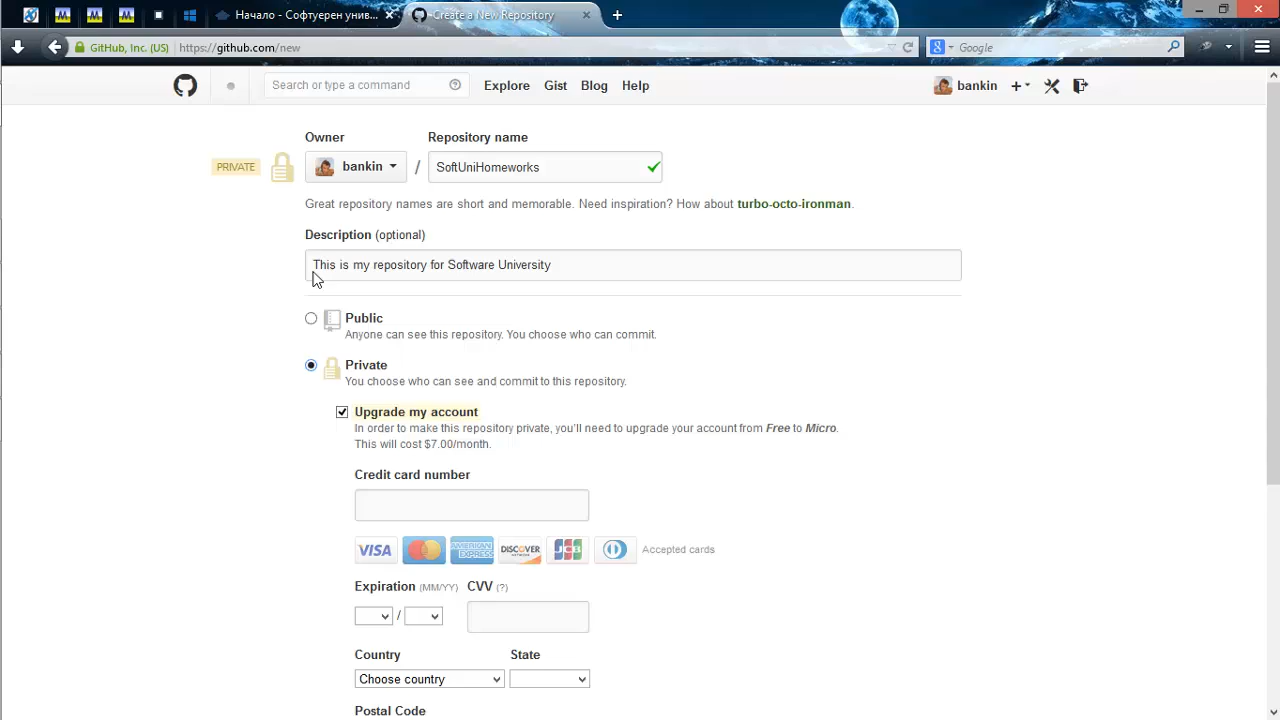 Начало - Софтуерен унив...
Create a New Repository
GitHub, Inc. (US)
https://github.com/new
Google
Search or type a command
Explore
Gist
Blog
Help
bankin
Owner
Repository name
PRIVATE
bankin
/
SoftUniHomeworks
Great repository names are short and memorable. Need inspiration? How about turbo-octo-ironman.
Description (optional)
This is my repository for Software University
Public
Anyone can see this repository. You choose who can commit.
Private
You choose who can see and commit to this repository.
Upgrade my account
In order to make this repository private, you'll need to upgrade your account from Free to Micro.
This will cost $7.00/month.
Credit card number
VISA
MasterCard
AMERICAN EXPRESS
DISCOVER
JCB
Accepted cards
Expiration (MM/YY)
CVV (?)
/
Country
State
Choose country
Postal Code